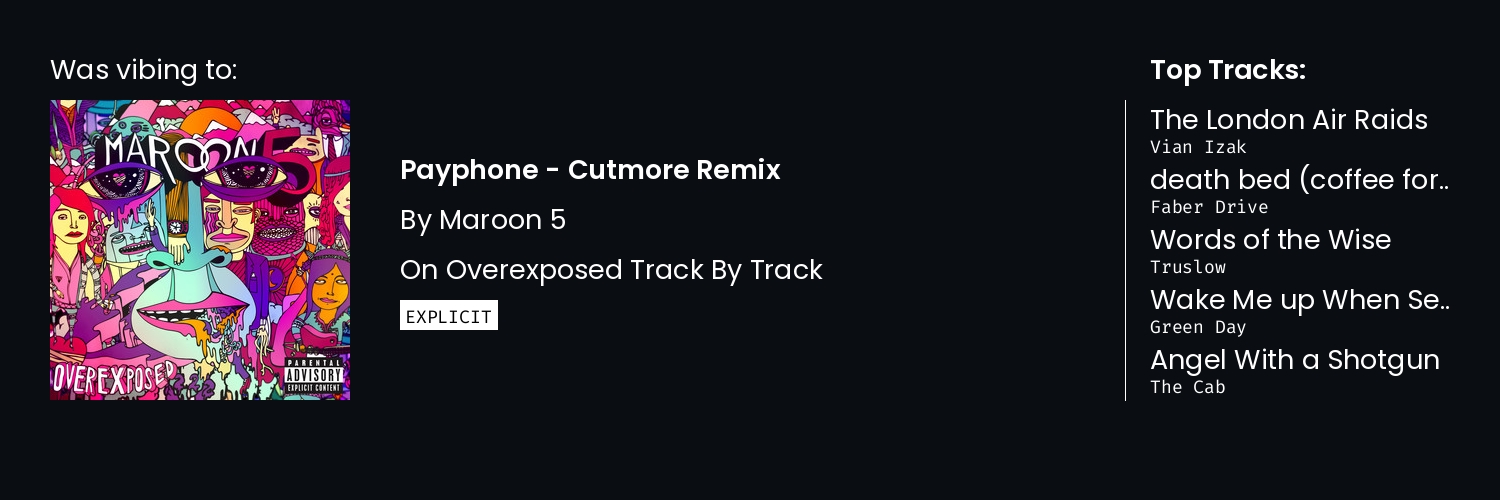 Was vibing to:
MAROON 5
OVEREXPOSED
PARENTAL
ADVISORY
EXPLICIT CONTENT
Payphone - Cutmore Remix
By Maroon 5
On Overexposed Track By Track
EXPLICIT
Top Tracks:
The London Air Raids
Vian Izak
death bed (coffee for..
Faber Drive
Words of the Wise
Truslow
Wake Me up When Se..
Green Day
Angel With a Shotgun
The Cab